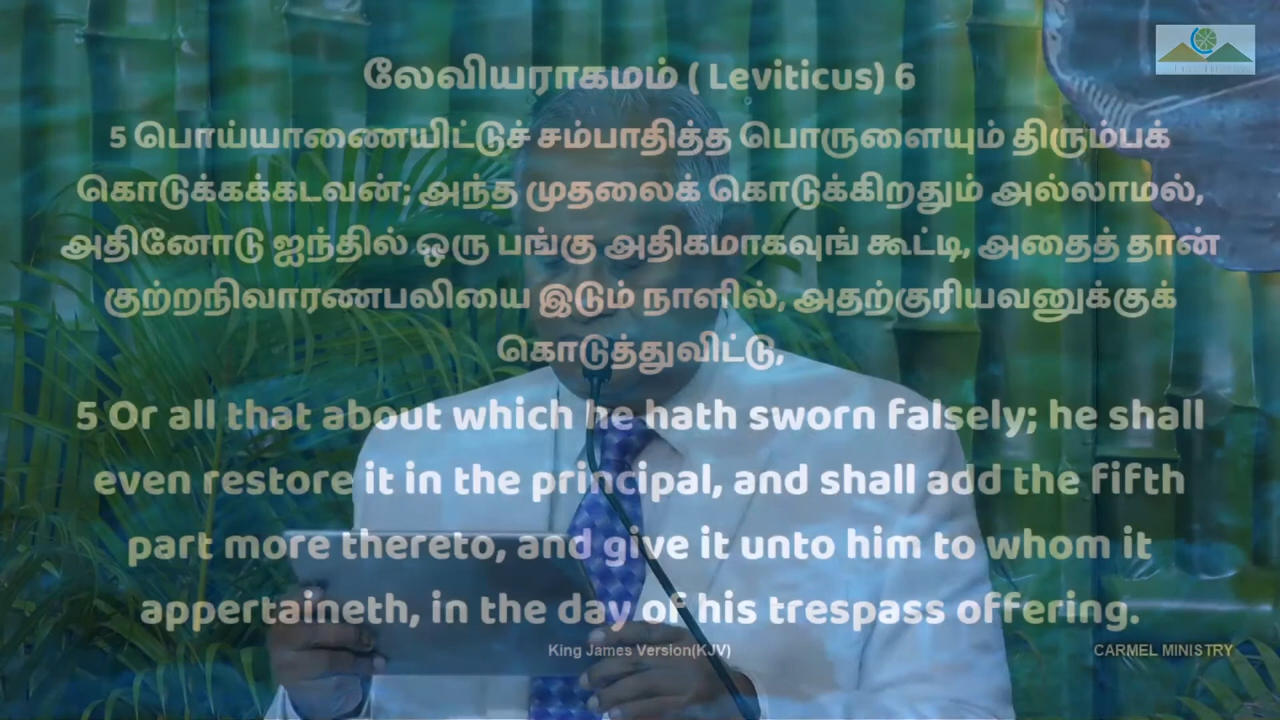 லேவியராகமம் ( Leviticus) 6
5 பொய்யாணையிட்டுச் சம்பாதித்த பொருளையும் திரும்பக்
கொடுக்கக்கடவன்; அந்த முதலைக் கொடுக்கிறதும் அல்லாமல்,
அதினோடு ஐந்தில் ஒரு பங்கு அதிகமாகவுங் கூட்டி, அதைத் தான்
குற்றநிவாரணபலியை இடும் நாளில், அதற்குரியவனுக்குக்
கொடுத்துவிட்டு,
5 Or all that about which he hath sworn falsely; he shall
even restore it in the principal, and shall add the fifth
part more thereto, and give it unto him to whom it
appertaineth, in the day of his trespass offering.
King James Version(KJV)
CARMEL MINISTRY